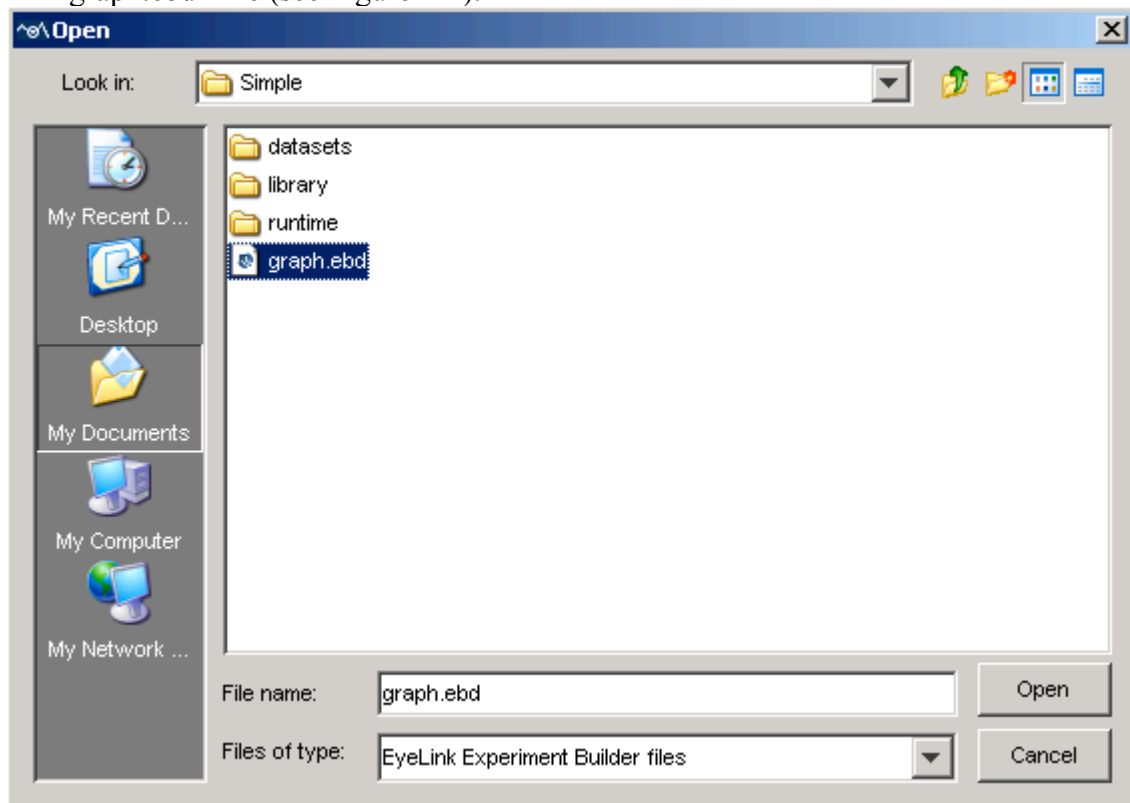 Open
Look in:
Simple
datasets
library
runtime
graph.ebd
My Recent D...
Desktop
My Documents
My Computer
My Network ...
File name:
graph.ebd
Open
Files of type:
EyeLink Experiment Builder files
Cancel